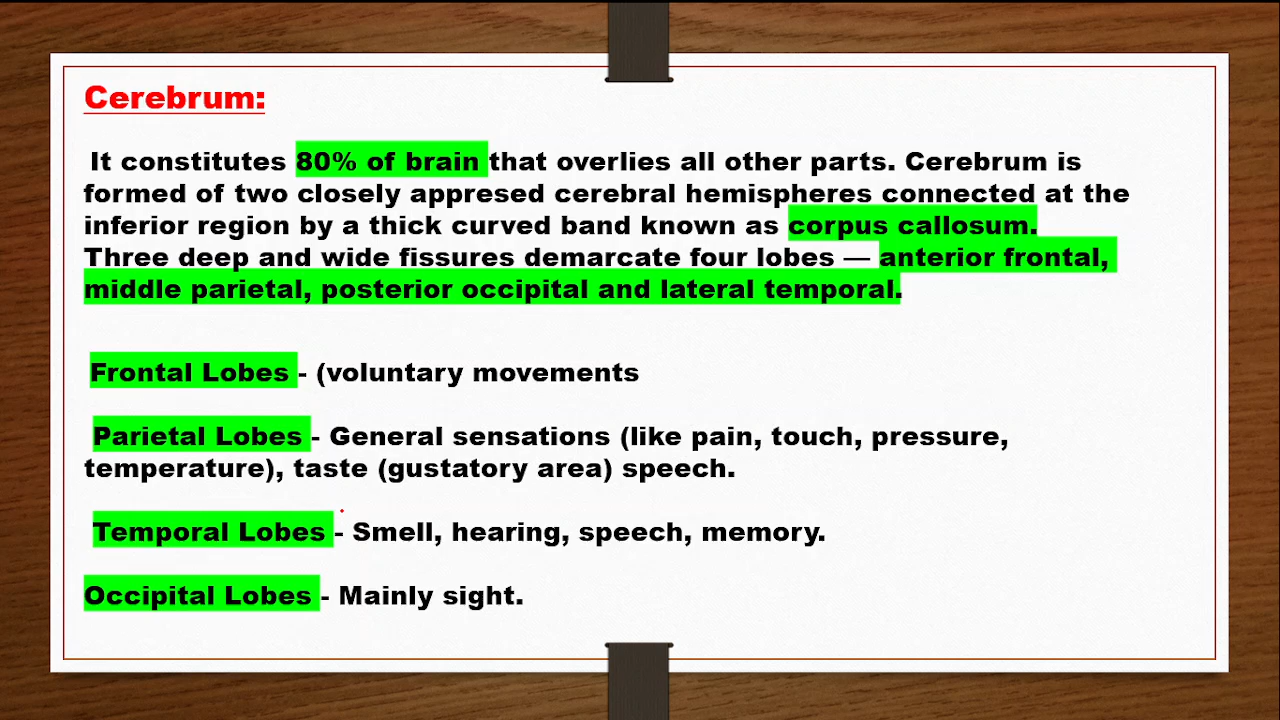 Cerebrum:
It constitutes 80% of brain that overlies all other parts. Cerebrum is
formed of two closely appresed cerebral hemispheres connected at the
inferior region by a thick curved band known as corpus callosum.
Three deep and wide fissures demarcate four lobes — anterior frontal,
middle parietal, posterior occipital and lateral temporal.
Frontal Lobes - (voluntary movements
Parietal Lobes - General sensations (like pain, touch, pressure,
temperature), taste (gustatory area) speech.
Temporal Lobes - Smell, hearing, speech, memory.
Occipital Lobes - Mainly sight.